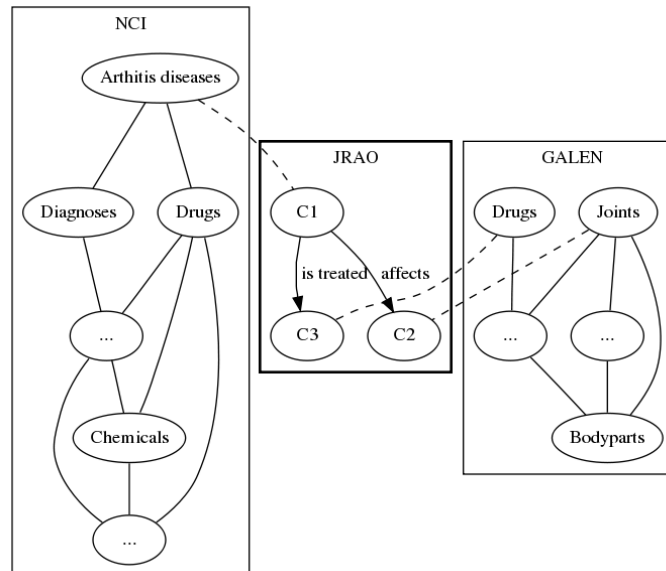 NCI
Arthitis diseases
Diagnoses
Drugs
...
Chemicals
...
JRAO
C1
is treated
affects
C3
C2
GALEN
Drugs
Joints
...
...
Bodyparts